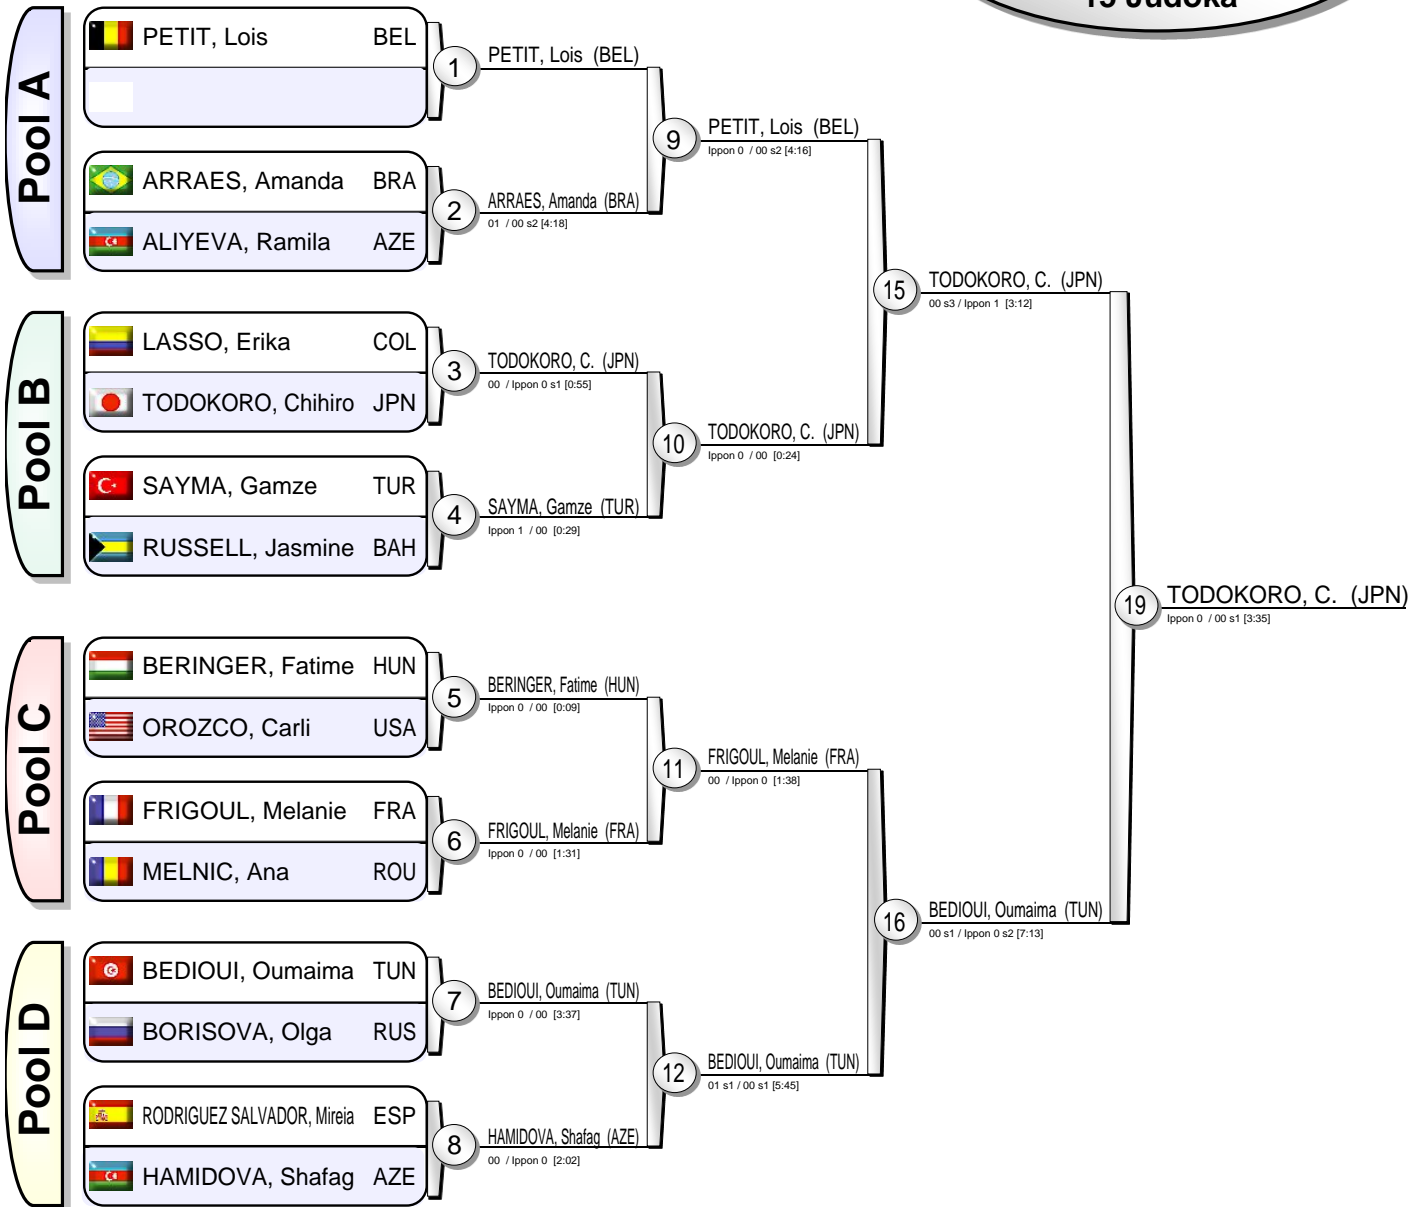 15 Judoka
Pool A
PETIT, Lois BEL
1
PETIT, Lois (BEL)
ARRAES, Amanda BRA
ALIYEVA, Ramila AZE
2
ARRAES, Amanda (BRA)
01 / 00 s2 [4:18]
9
PETIT, Lois (BEL)
Ippon 0 / 00 s2 [4:16]
Pool B
LASSO, Erika COL
TODOKORO, Chihiro JPN
3
TODOKORO, C. (JPN)
00 / Ippon 0 s1 [0:55]
SAYMA, Gamze TUR
RUSSELL, Jasmine BAH
4
SAYMA, Gamze (TUR)
Ippon 1 / 00 [0:29]
10
TODOKORO, C. (JPN)
Ippon 0 / 00 [0:24]
15
TODOKORO, C. (JPN)
00 s3 / Ippon 1 [3:12]
Pool C
BERINGER, Fatime HUN
OROZCO, Carli USA
5
BERINGER, Fatime (HUN)
Ippon 0 / 00 [0:09]
FRIGOUL, Melanie FRA
MELNIC, Ana ROU
6
FRIGOUL, Melanie (FRA)
Ippon 0 / 00 [1:31]
11
FRIGOUL, Melanie (FRA)
00 / Ippon 0 [1:38]
Pool D
BEDIOUI, Oumaima TUN
BORISOVA, Olga RUS
7
BEDIOUI, Oumaima (TUN)
Ippon 0 / 00 [3:37]
RODRIGUEZ SALVADOR, Mireia ESP
HAMIDOVA, Shafag AZE
8
HAMIDOVA, Shafag (AZE)
00 / Ippon 0 [2:02]
12
BEDIOUI, Oumaima (TUN)
01 s1 / 00 s1 [5:45]
16
BEDIOUI, Oumaima (TUN)
00 s1 / Ippon 0 s2 [7:13]
19
TODOKORO, C. (JPN)
Ippon 0 / 00 s1 [3:35]